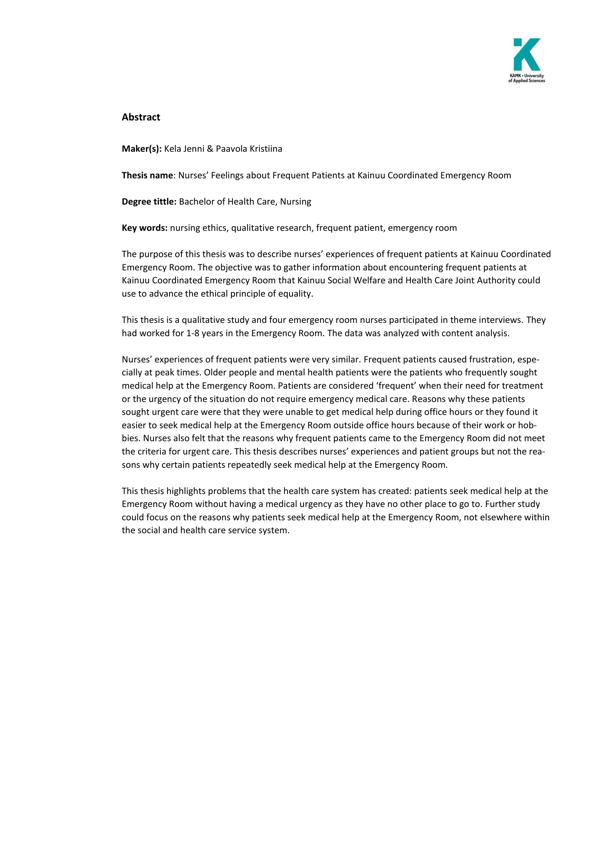 KAMK • University
of Applied Sciences
Abstract
Maker(s): Kela Jenni & Paavola Kristiina
Thesis name: Nurses' Feelings about Frequent Patients at Kainuu Coordinated Emergency Room
Degree tittle: Bachelor of Health Care, Nursing
Key words: nursing ethics, qualitative research, frequent patient, emergency room
The purpose of this thesis was to describe nurses' experiences of frequent patients at Kainuu Coordinated
Emergency Room. The objective was to gather information about encountering frequent patients at
Kainuu Coordinated Emergency Room that Kainuu Social Welfare and Health Care Joint Authority could
use to advance the ethical principle of equality.
This thesis is a qualitative study and four emergency room nurses participated in theme interviews. They
had worked for 1-8 years in the Emergency Room. The data was analyzed with content analysis.
Nurses' experiences of frequent patients were very similar. Frequent patients caused frustration, espe-
cially at peak times. Older people and mental health patients were the patients who frequently sought
medical help at the Emergency Room. Patients are considered 'frequent' when their need for treatment
or the urgency of the situation do not require emergency medical care. Reasons why these patients
sought urgent care were that they were unable to get medical help during office hours or they found it
easier to seek medical help at the Emergency Room outside office hours because of their work or hob-
bies. Nurses also felt that the reasons why frequent patients came to the Emergency Room did not meet
the criteria for urgent care. This thesis describes nurses' experiences and patient groups but not the rea-
sons why certain patients repeatedly seek medical help at the Emergency Room.
This thesis highlights problems that the health care system has created: patients seek medical help at the
Emergency Room without having a medical urgency as they have no other place to go to. Further study
could focus on the reasons why patients seek medical help at the Emergency Room, not elsewhere within
the social and health care service system.